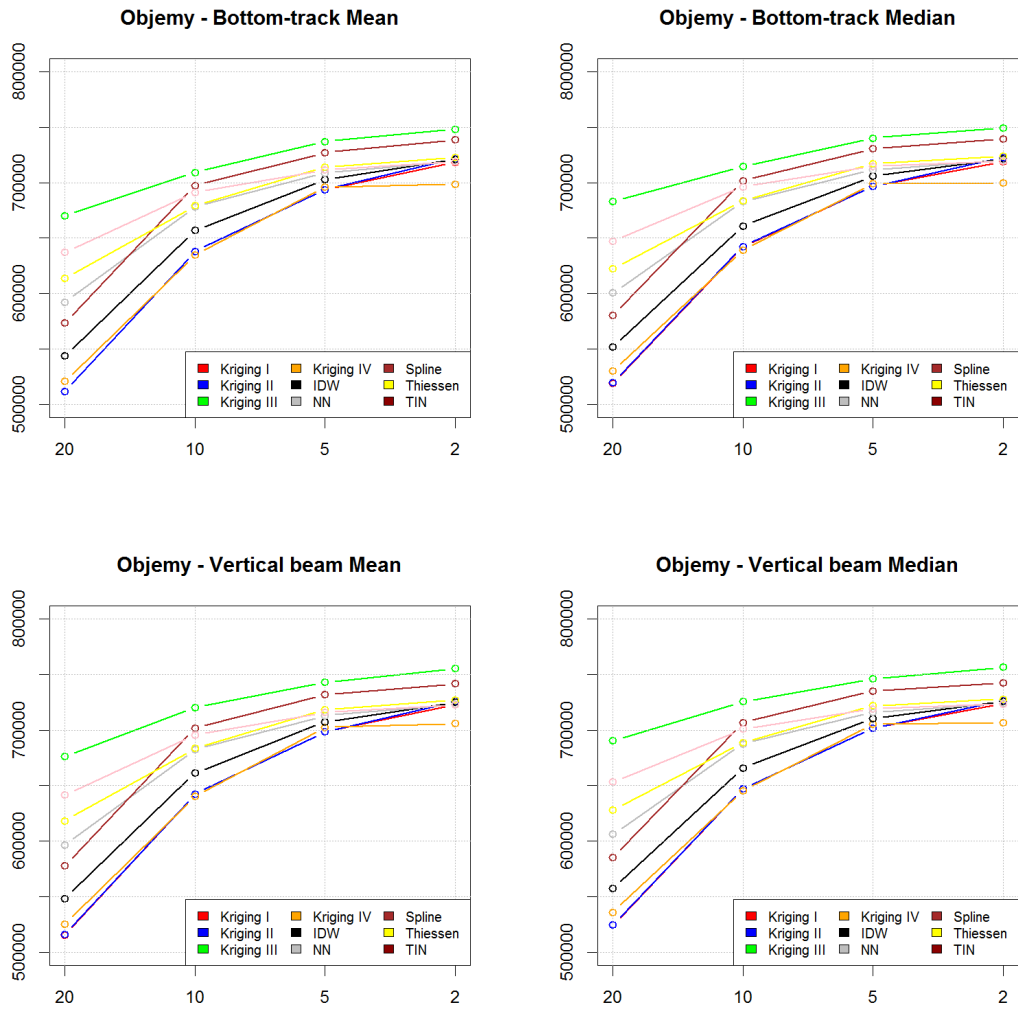 Objemy - Bottom-track Mean
800000
700000
600000
500000
Kriging I Kriging IV Spline
Kriging II IDW Thiessen
Kriging III NN TIN
20 10 5 2
Objemy - Bottom-track Median
800000
700000
600000
500000
Kriging I Kriging IV Spline
Kriging II IDW Thiessen
Kriging III NN TIN
20 10 5 2
Objemy - Vertical beam Mean
800000
700000
600000
500000
Kriging I Kriging IV Spline
Kriging II IDW Thiessen
Kriging III NN TIN
20 10 5 2
Objemy - Vertical beam Median
800000
700000
600000
500000
Kriging I Kriging IV Spline
Kriging II IDW Thiessen
Kriging III NN TIN
20 10 5 2